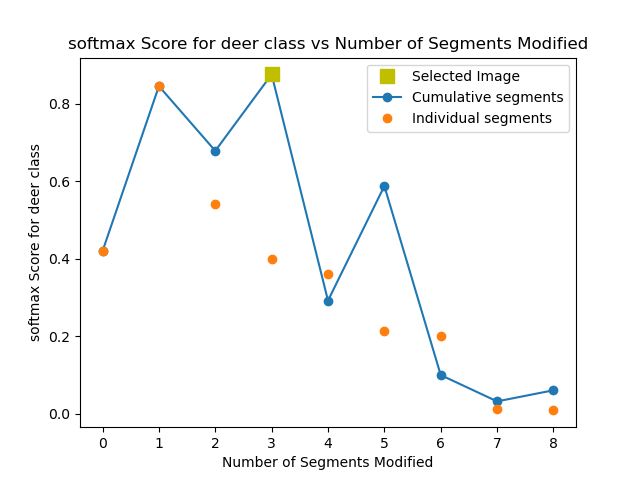 softmax Score for deer class vs Number of Segments Modified
Selected Image
Cumulative segments
Individual segments
softmax Score for deer class
0.8
0.6
0.4
0.2
0.0
0 1 2 3 4 5 6 7 8
Number of Segments Modified